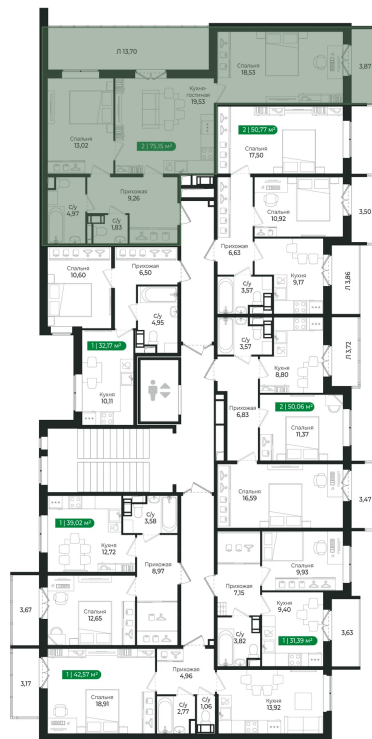 Л 13,70
Спальня
18,53
3,87
Кухня-
гостиная
19,53
Спальня
13,02
2 | 75,15 м²
2 | 50,77 м²
Спальня
17,50
Прихожая
9,26
С/у
4,97
С/у
1,83
Спальня
10,92
3,50
Прихожая
6,63
Кухня
9,17
Л 3,86
Спальня
10,60
Прихожая
6,50
С/у
3,57
С/у
4,95
1 | 32,17 м²
Кухня
10,11
С/у
3,57
Кухня
8,80
Л 3,72
Прихожая
6,83
2 | 50,06 м²
Спальня
11,37
Спальня
16,59
3,47
1 | 39,02 м²
С/у
3,58
Кухня
12,72
Прихожая
8,97
Спальня
9,93
Прихожая
7,15
Кухня
9,40
3,67
Спальня
12,65
С/у
3,82
1 | 31,39 м²
3,63
3,17
1 | 42,57 м²
Спальня
18,91
Прихожая
4,96
С/у
2,77
С/у
1,06
Кухня
13,92